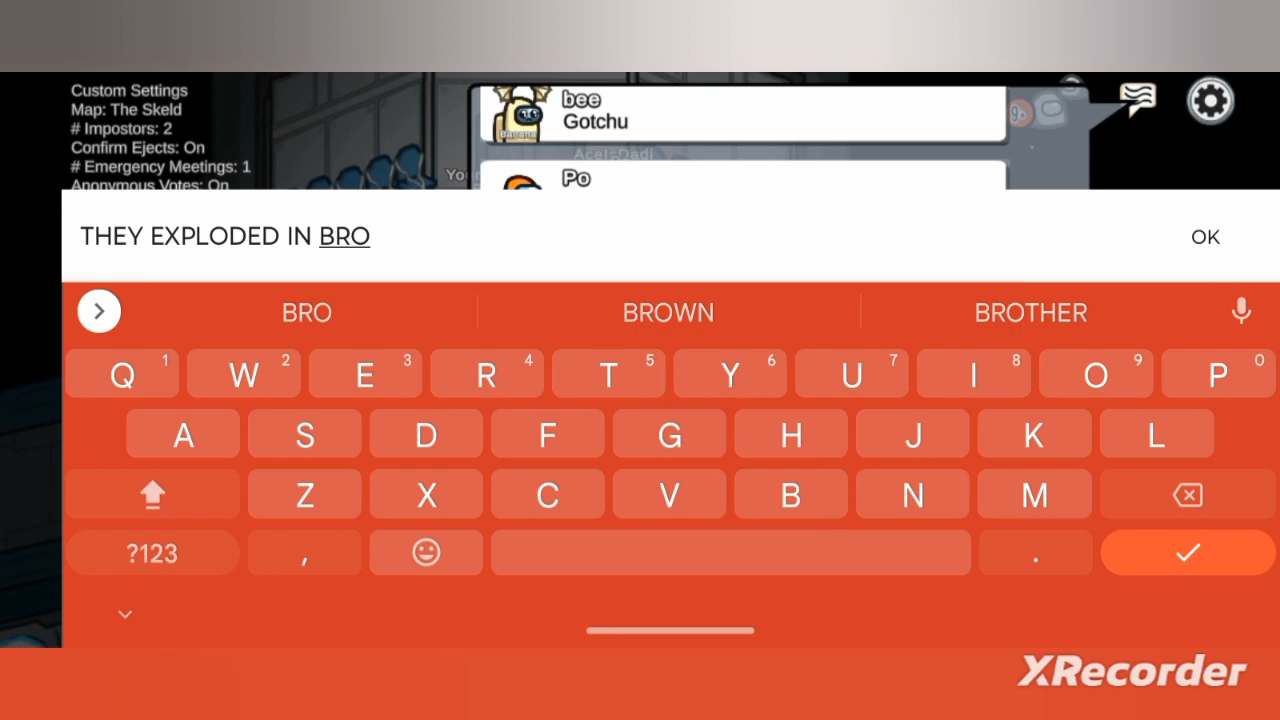 Custom Settings
Map: The Skeld
# Impostors: 2
Confirm Ejects: On
# Emergency Meetings: 1
Anonymous Votes: On
bee
Gotchu
Banana
Po
THEY EXPLODED IN BRO
OK
BRO BROWN BROTHER
Q 1 W 2 E 3 R 4 T 5 Y 6 U 7 I 8 O 9 P 0
A S D F G H J K L
Z X C V B N M
?123 , .
XRecorder